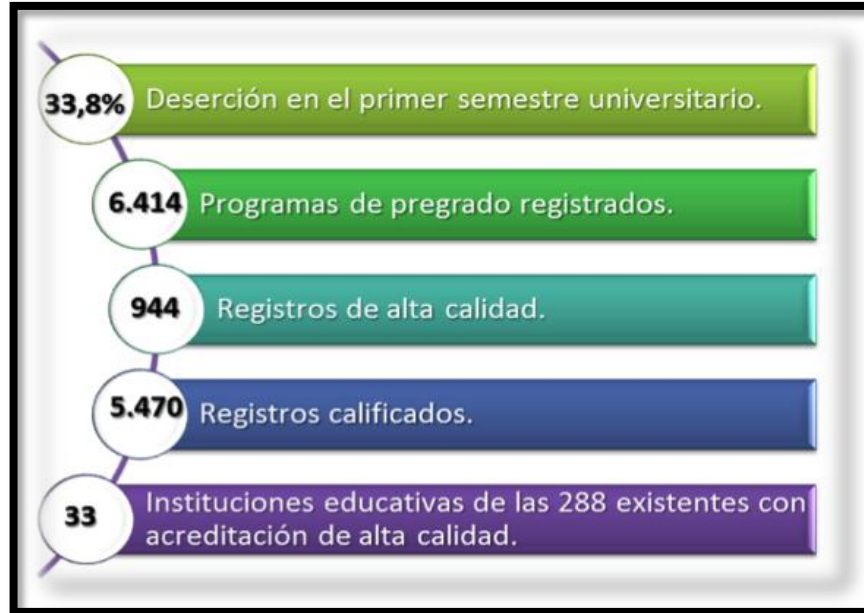 33,8% Deserción en el primer semestre universitario.
6.414 Programas de pregrado registrados.
944 Registros de alta calidad.
5.470 Registros calificados.
33 Instituciones educativas de las 288 existentes con
acreditación de alta calidad.